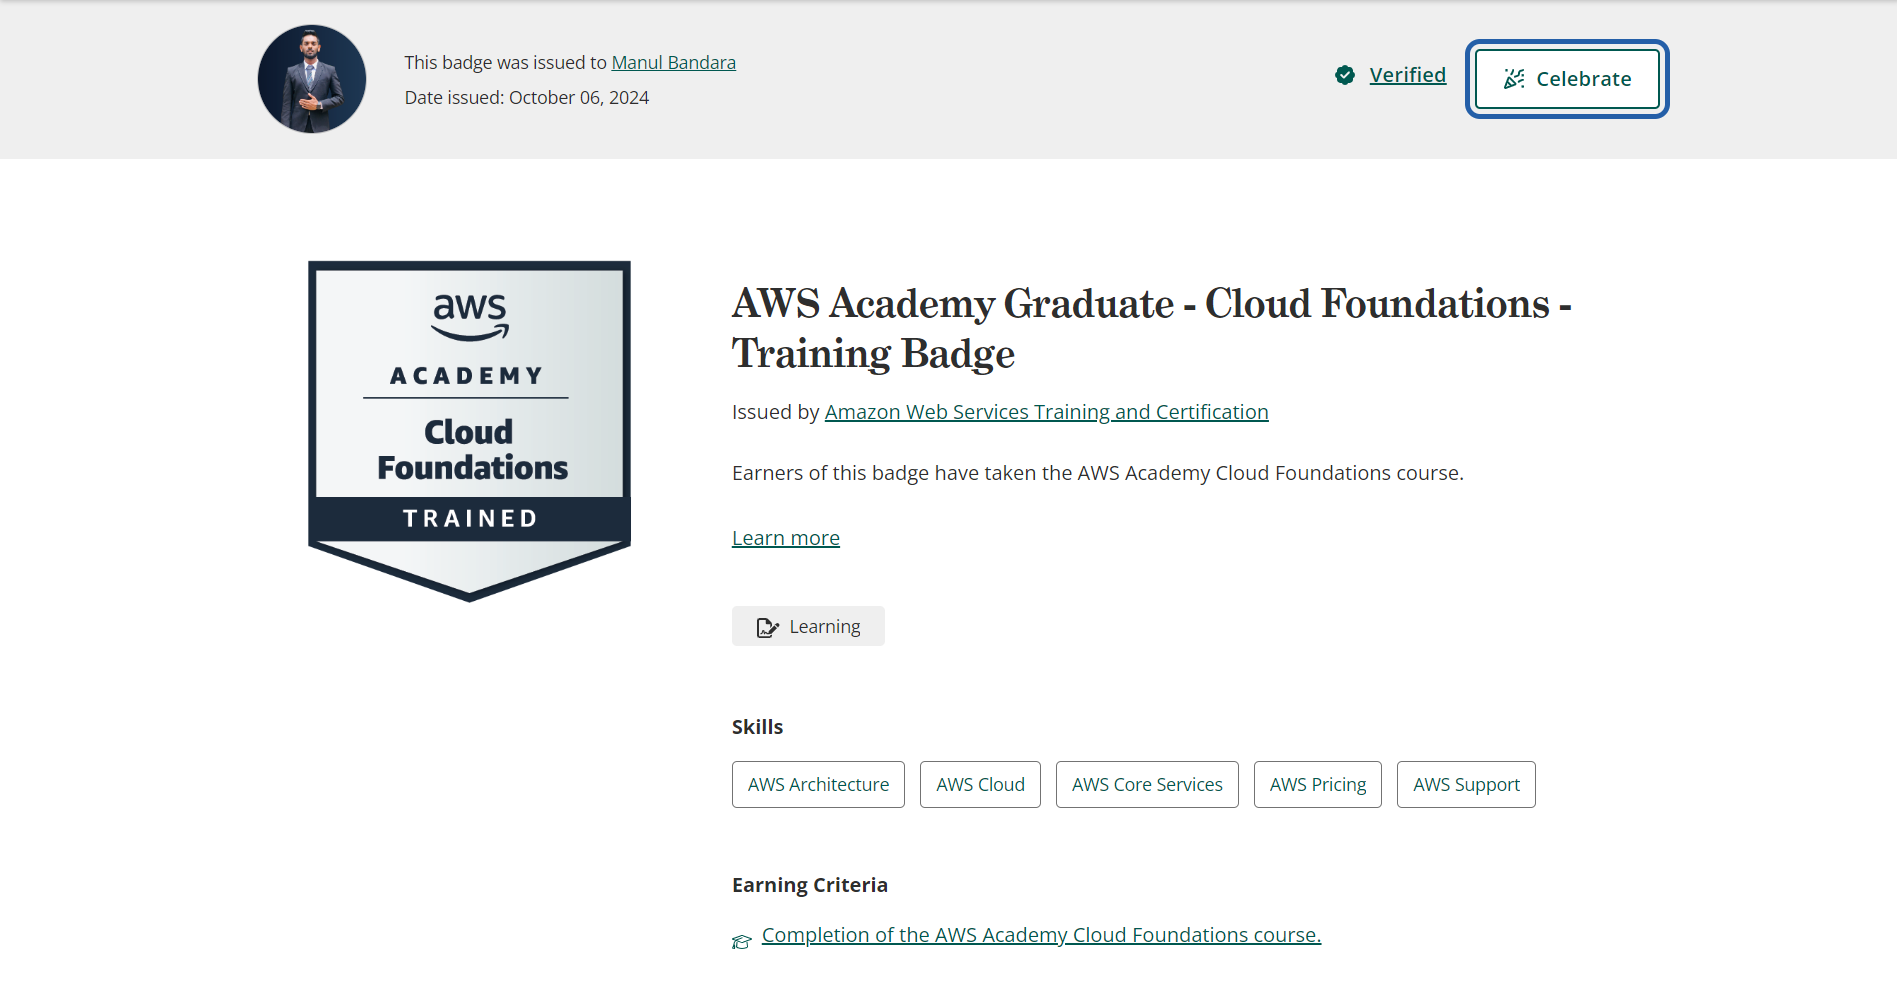 This badge was issued to Manul Bandara
Date issued: October 06, 2024
Verified
Celebrate
aws
ACADEMY
Cloud
Foundations
TRAINED
AWS Academy Graduate - Cloud Foundations -
Training Badge
Issued by Amazon Web Services Training and Certification
Earners of this badge have taken the AWS Academy Cloud Foundations course.
Learn more
Learning
Skills
AWS Architecture
AWS Cloud
AWS Core Services
AWS Pricing
AWS Support
Earning Criteria
Completion of the AWS Academy Cloud Foundations course.